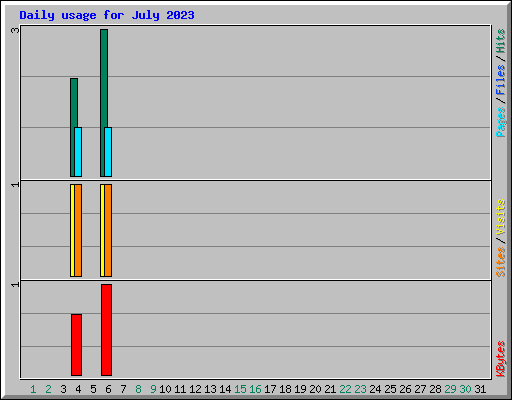 Daily usage for July 2023
3
1
1
Pages / Files / Hits
Sites / Visits
KBytes
1 2 3 4 5 6 7 8 9 10 11 12 13 14 15 16 17 18 19 20 21 22 23 24 25 26 27 28 29 30 31